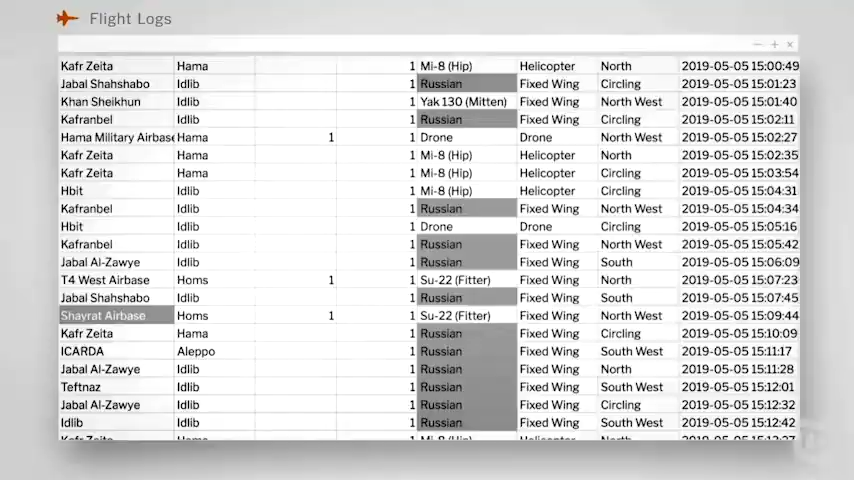 Flight Logs
Kafr Zeita Hama 1 Mi-8 (Hip) Helicopter North 2019-05-05 15:00:49
Jabal Shahshabo Idlib 1 Russian Fixed Wing Circling 2019-05-05 15:01:23
Khan Sheikhun Idlib 1 Yak 130 (Mitten) Fixed Wing North West 2019-05-05 15:01:40
Kafranbel Idlib 1 Russian Fixed Wing Circling 2019-05-05 15:02:11
Hama Military Airbase Hama 1 1 Drone Drone North West 2019-05-05 15:02:27
Kafr Zeita Hama 1 Mi-8 (Hip) Helicopter North 2019-05-05 15:02:35
Kafr Zeita Hama 1 Mi-8 (Hip) Helicopter Circling 2019-05-05 15:03:54
Hbit Idlib 1 Mi-8 (Hip) Helicopter Circling 2019-05-05 15:04:31
Kafranbel Idlib 1 Russian Fixed Wing North West 2019-05-05 15:04:34
Hbit Idlib 1 Drone Drone Circling 2019-05-05 15:05:16
Kafranbel Idlib 1 Russian Fixed Wing North West 2019-05-05 15:05:42
Jabal Al-Zawye Idlib 1 Russian Fixed Wing South 2019-05-05 15:06:09
T4 West Airbase Homs 1 1 Su-22 (Fitter) Fixed Wing North 2019-05-05 15:07:23
Jabal Shahshabo Idlib 1 Russian Fixed Wing South 2019-05-05 15:07:45
Shayrat Airbase Homs 1 1 Su-22 (Fitter) Fixed Wing North West 2019-05-05 15:09:44
Kafr Zeita Hama 1 Russian Fixed Wing Circling 2019-05-05 15:10:09
ICARDA Aleppo 1 Russian Fixed Wing South West 2019-05-05 15:11:17
Jabal Al-Zawye Idlib 1 Russian Fixed Wing North 2019-05-05 15:11:28
Teftnaz Idlib 1 Russian Fixed Wing South West 2019-05-05 15:12:01
Jabal Al-Zawye Idlib 1 Russian Fixed Wing Circling 2019-05-05 15:12:32
Idlib Idlib 1 Russian Fixed Wing South West 2019-05-05 15:12:42
Kafr Zeita Hama 1 Mi-8 (Hip) Helicopter North